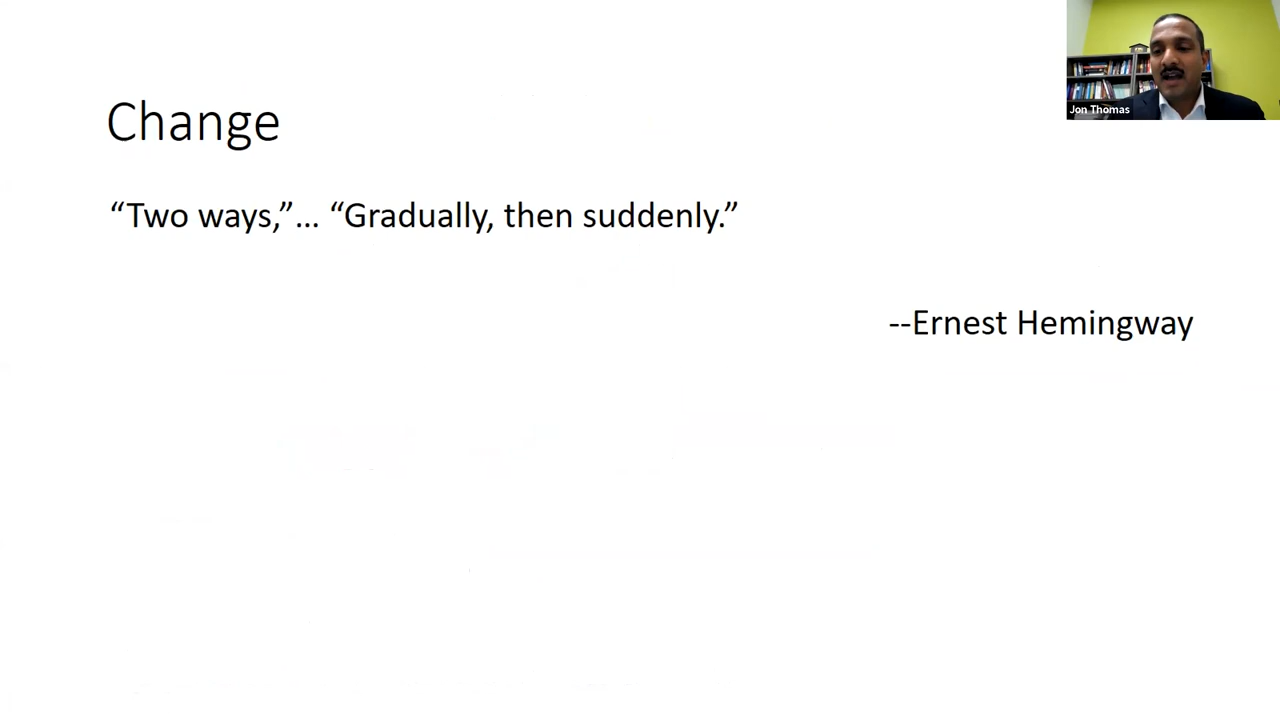 Change
“Two ways,”… “Gradually, then suddenly.”
--Ernest Hemingway
Jon Thomas